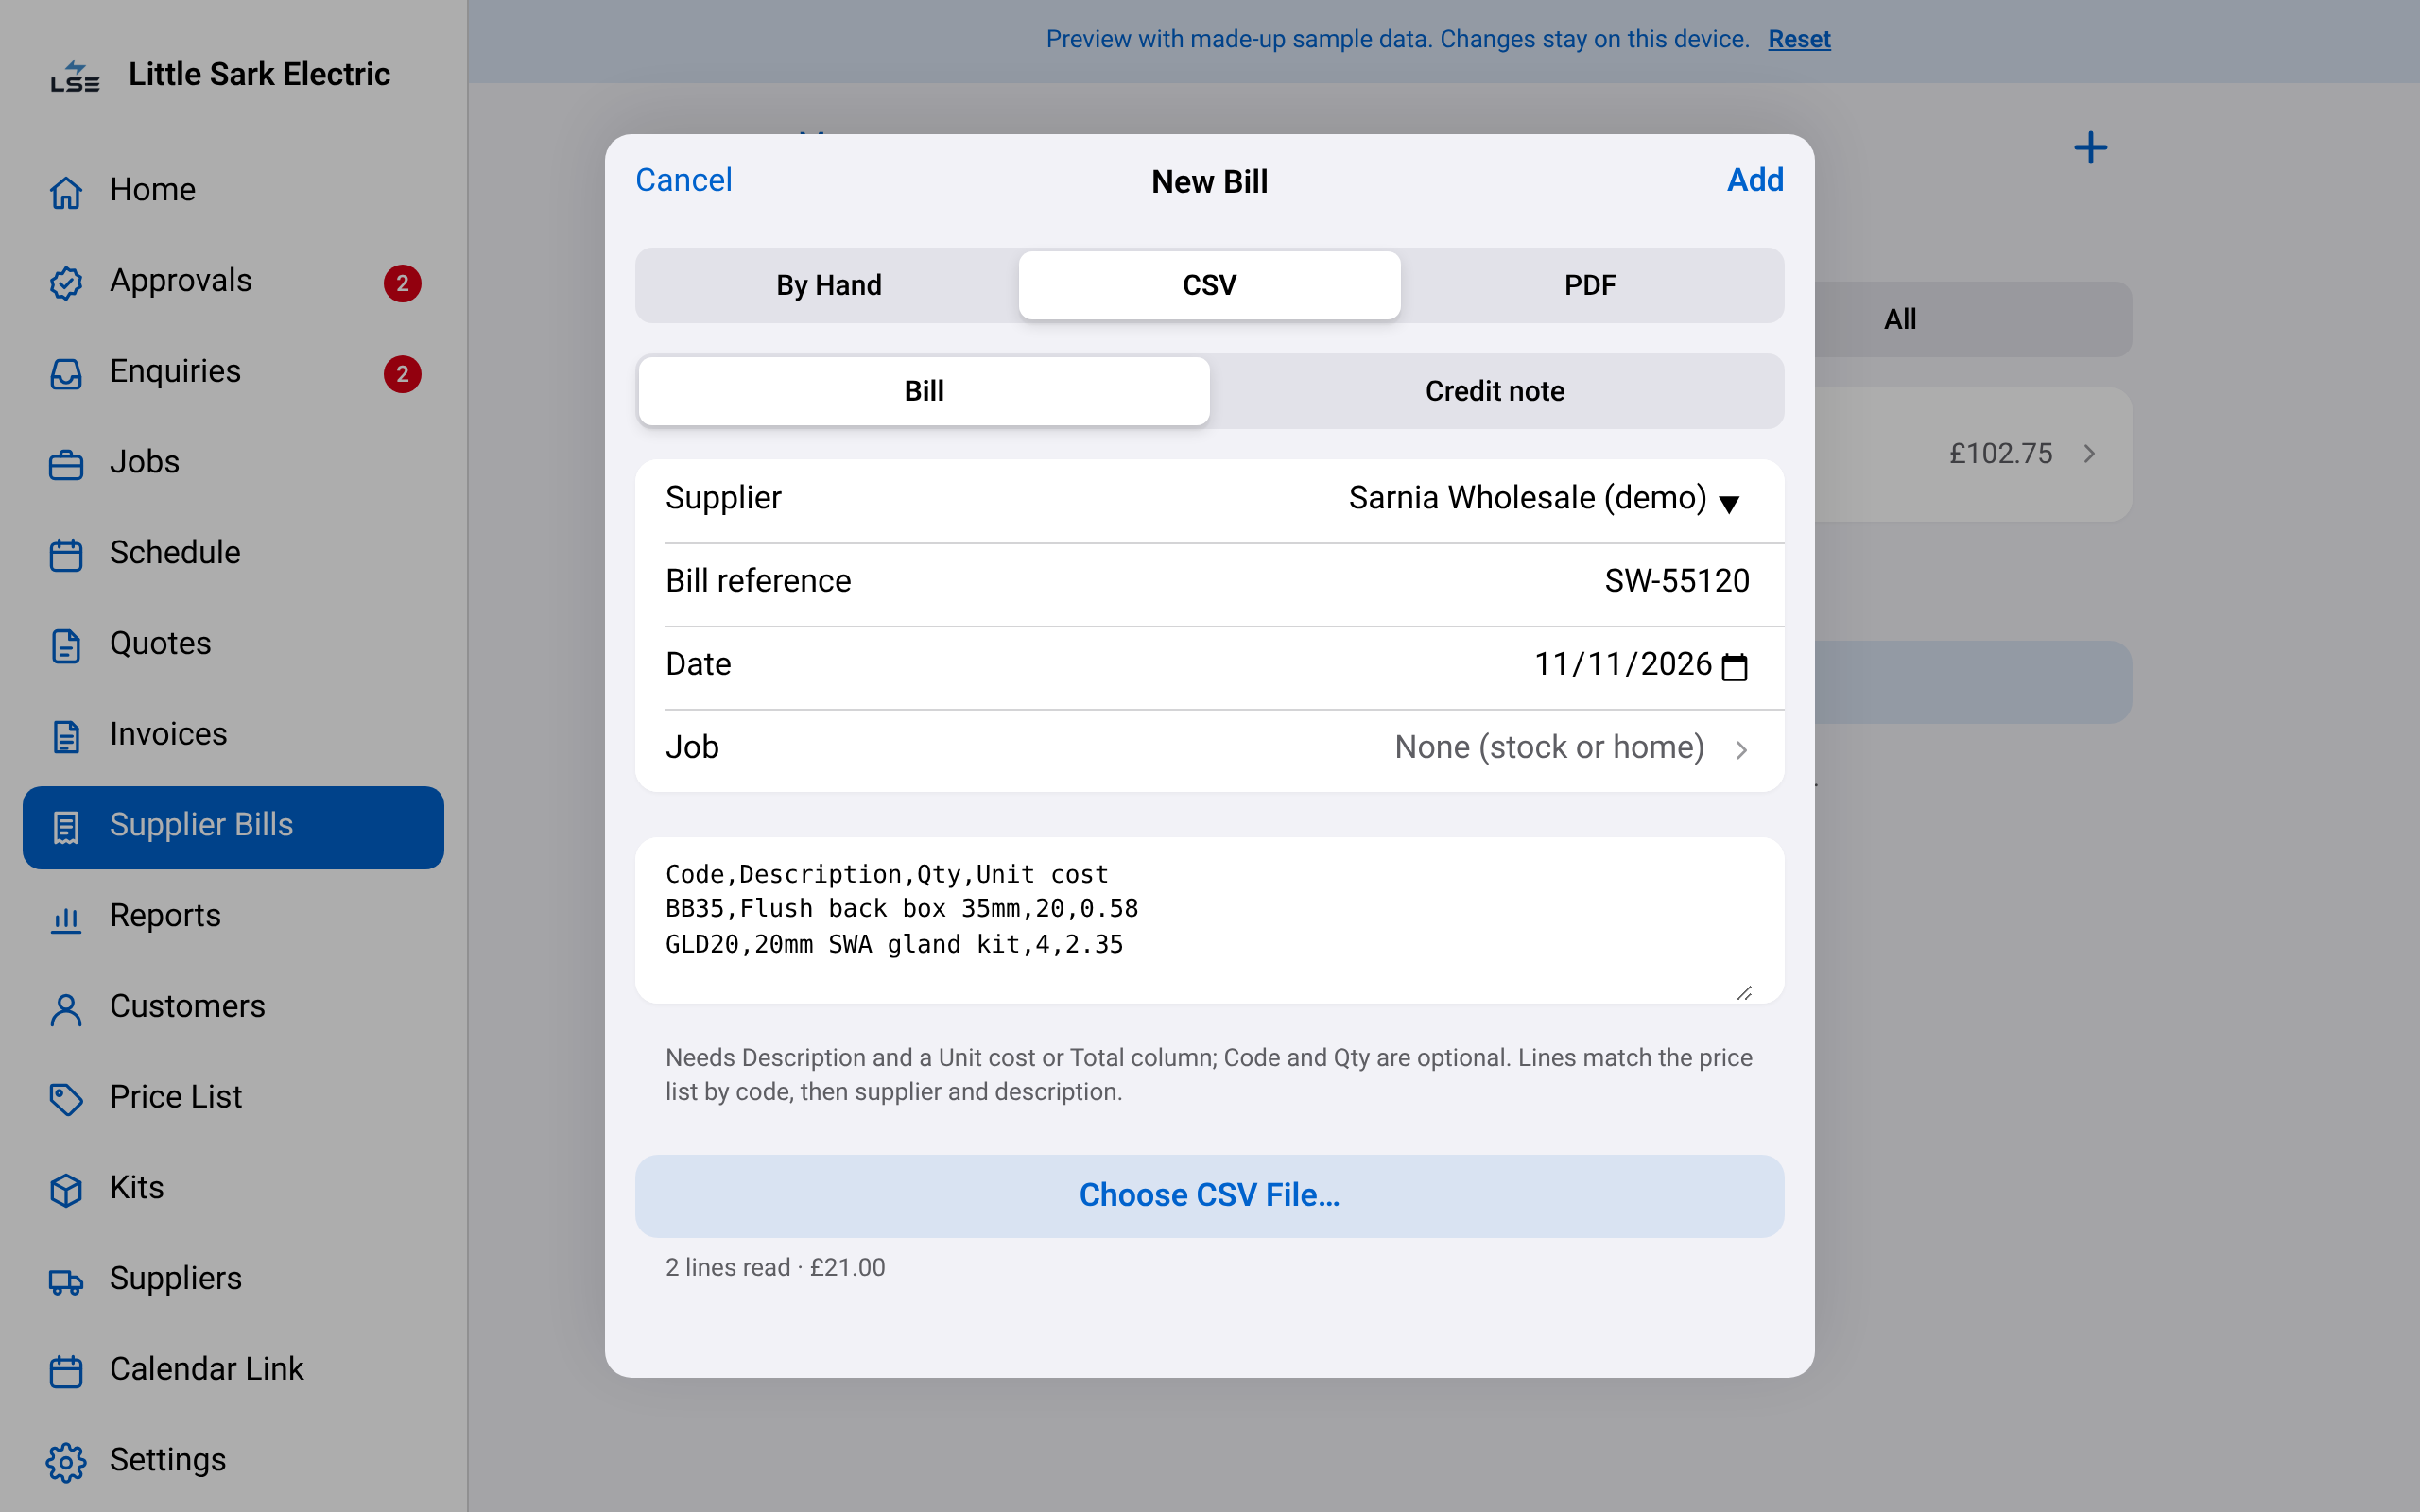 LSE Little Sark Electric
Home
Approvals 2
Enquiries 2
Jobs
Schedule
Quotes
Invoices
Supplier Bills
Reports
Customers
Price List
Kits
Suppliers
Calendar Link
Settings
Preview with made-up sample data. Changes stay on this device. Reset
All
£102.75
Cancel New Bill Add
By Hand CSV PDF
Bill Credit note
Supplier Sarnia Wholesale (demo)
Bill reference SW-55120
Date 11/11/2026
Job None (stock or home)
Code,Description,Qty,Unit cost
BB35,Flush back box 35mm,20,0.58
GLD20,20mm SWA gland kit,4,2.35
Needs Description and a Unit cost or Total column; Code and Qty are optional. Lines match the price
list by code, then supplier and description.
Choose CSV File...
2 lines read · £21.00